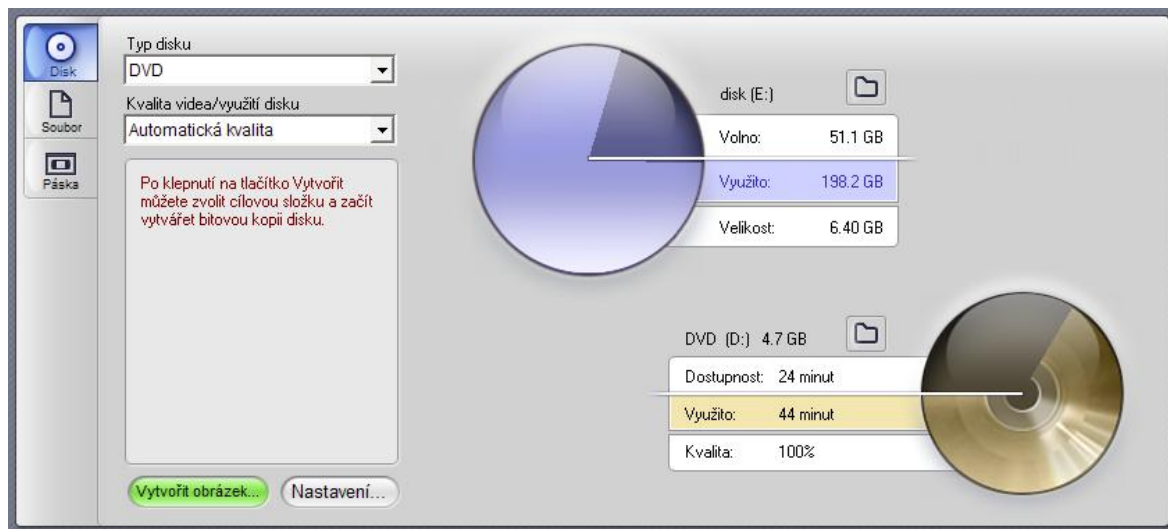 Disk
Soubor
Páska
Typ disku
DVD
Kvalita videa/využití disku
Automatická kvalita
Po klepnutí na tlačítko Vytvořit
můžete zvolit cílovou složku a začít
vytvářet bitovou kopii disku.
Vytvořit obrázek... Nastavení...
disk (E:)
Volno: 51.1 GB
Využito: 198.2 GB
Velikost: 6.40 GB
DVD (D:) 4.7 GB
Dostupnost: 24 minut
Využito: 44 minut
Kvalita: 100%